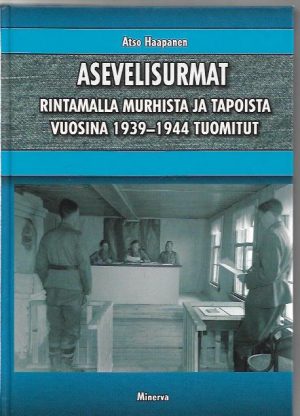 Atso Haapanen
ASEVELISURMAT
RINTAMALLA MURHISTA JA TAPOISTA
VUOSINA 1939–1944 TUOMITUT
Minerva